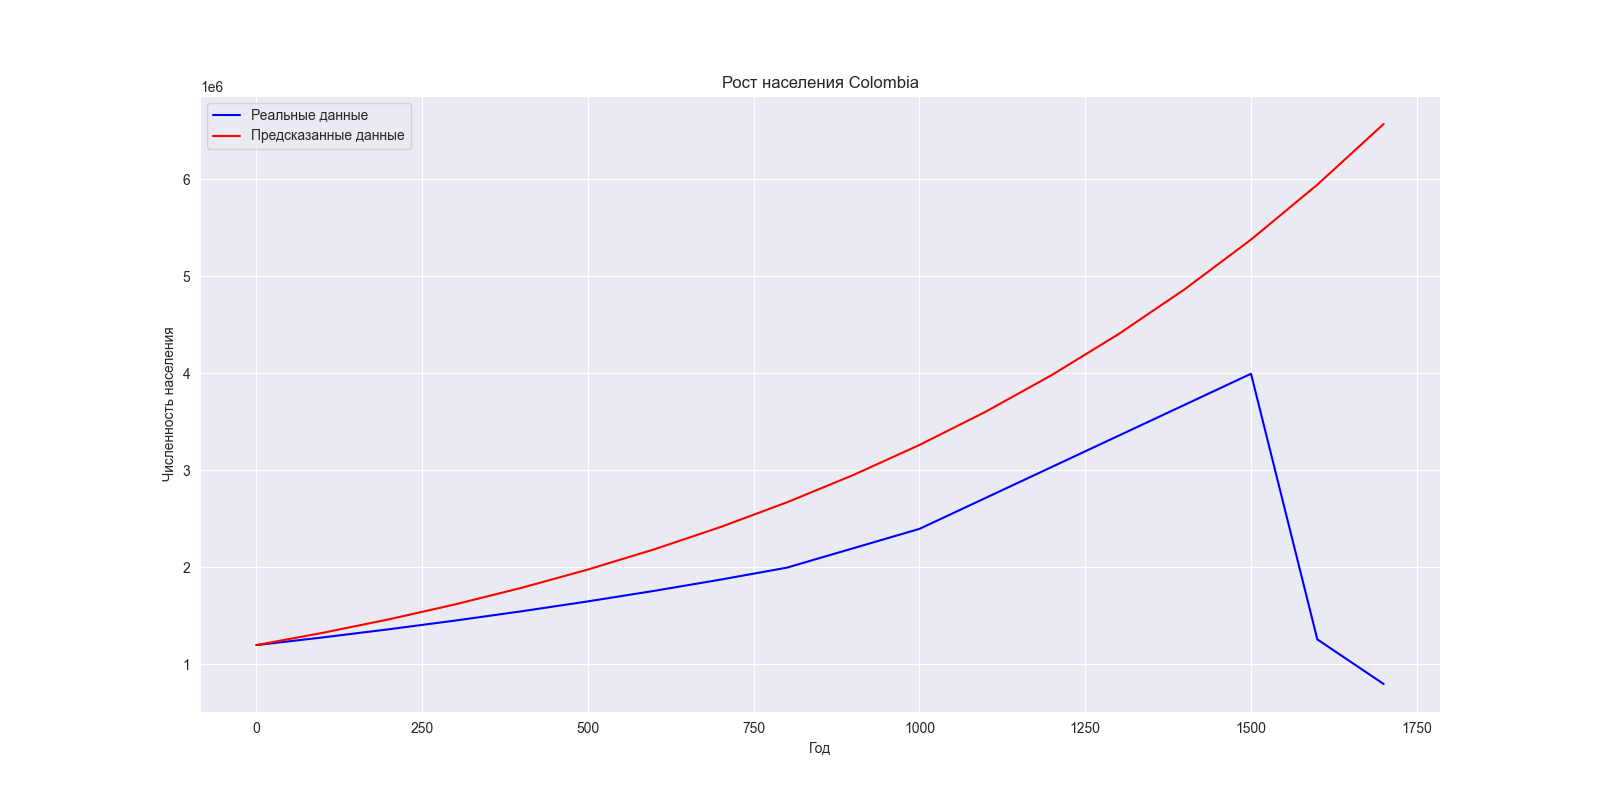 Рост населения Colombia
1e6
Реальные данные
Предсказанные данные
6
5
4
3
2
1
Численность населения
0 250 500 750 1000 1250 1500 1750
Год